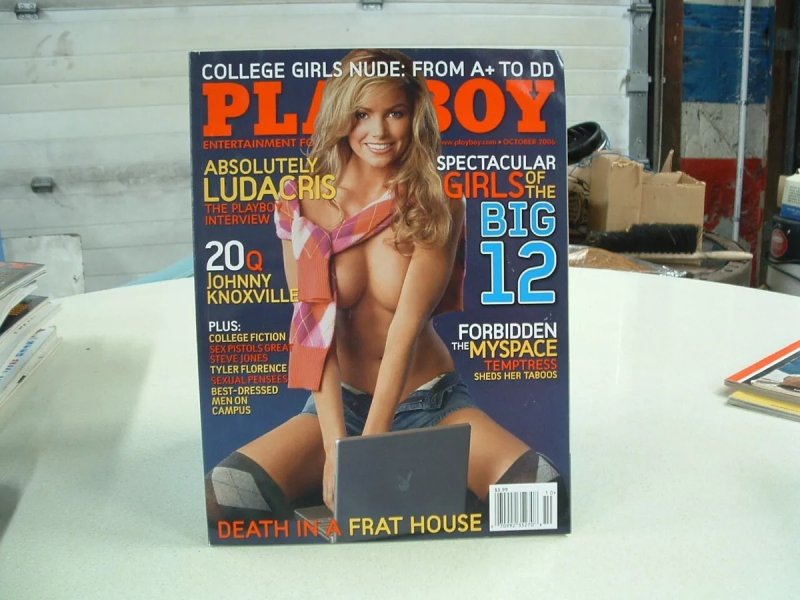 COLLEGE GIRLS NUDE: FROM A+ TO DD
PLAYBOY
ENTERTAINMENT FO
www.playboy.com • OCTOBER 2006
ABSOLUTELY
LUDACRIS
THE PLAYBOY
INTERVIEW
20Q
JOHNNY
KNOXVILLE
PLUS:
COLLEGE FICTION
SEX PISTOLS GREAT
STEVE JONES
TYLER FLORENCE
SEXUAL PENSEES
BEST-DRESSED
MEN ON
CAMPUS
SPECTACULAR
GIRLS OF THE
BIG
12
FORBIDDEN
THE MYSPACE
TEMPTRESS
SHEDS HER TABOOS
DEATH IN A FRAT HOUSE